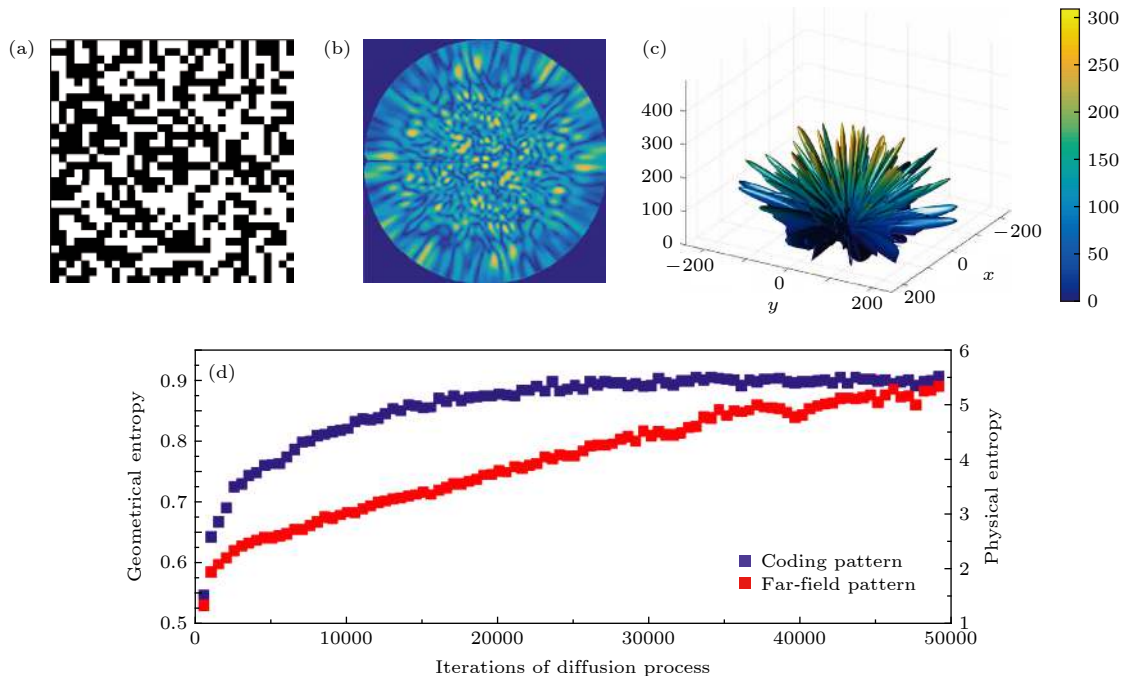 (a)
(b)
(c)
500
400
300
200
100
0
−200
0
200
y
−200
0
200
x
300
250
200
150
100
50
0
(d)
0.9
0.8
0.7
0.6
0.5
Geometrical entropy
6
5
4
3
2
1
Physical entropy
Coding pattern
Far-field pattern
0 10000 20000 30000 40000 50000
Iterations of diffusion process